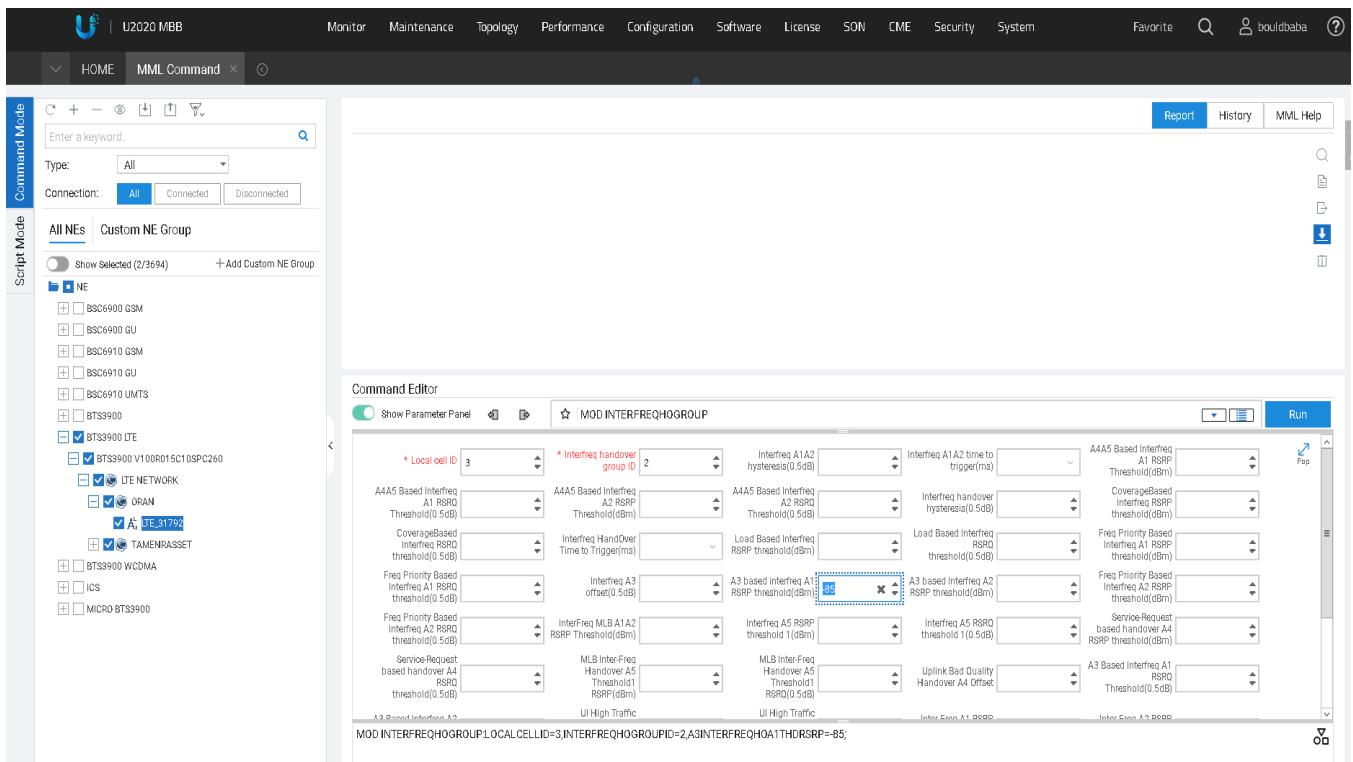 U2020 MBB
Monitor Maintenance Topology Performance Configuration Software License SON CME Security System Favorite bouldbaba
HOME MML Command
Command Mode
Script Mode
Enter a keyword.
Type: All
Connection: All Connected Disconnected
All NEs Custom NE Group
Show Selected (2/3694) +Add Custom NE Group
NE
BSC6900 GSM
BSC6900 GU
BSC6910 GSM
BSC6910 GU
BSC6910 UMTS
BTS3900
BTS3900 LTE
BTS3900 V100R015C10SPC260
LTE NETWORK
ORAN
LTE_31792
TAMENRASSET
BTS3900 WCDMA
ICS
MICRO BTS3900
Report History MML Help
Command Editor
Show Parameter Panel MOD INTERFREQHOGROUP Run
* Local cell ID 3
* Interfreq handover group ID 2
Interfreq A1A2 hysteresis(0.5dB)
Interfreq A1A2 time to trigger(ms)
A4A5 Based Interfreq A1 RSRP Threshold(dBm)
Pop
A4A5 Based Interfreq A1 RSRQ Threshold(0.5dB)
A4A5 Based Interfreq A2 RSRP Threshold(dBm)
A4A5 Based Interfreq A2 RSRQ Threshold(0.5dB)
Interfreq handover hysteresis(0.5dB)
CoverageBased Interfreq RSRP threshold(dBm)
CoverageBased Interfreq RSRQ threshold(0.5dB)
Interfreq HandOver Time to Trigger(ms)
Load Based Interfreq RSRP threshold(dBm)
Load Based Interfreq RSRQ threshold(0.5dB)
Freq Priority Based Interfreq A1 RSRP threshold(dBm)
Freq Priority Based Interfreq A1 RSRQ threshold(0.5dB)
Interfreq A3 offset(0.5dB)
A3 based interfreq A1 RSRP threshold(dBm) -85
A3 based Interfreq A2 RSRP threshold(dBm)
Freq Priority Based Interfreq A2 RSRP threshold(dBm)
Freq Priority Based Interfreq A2 RSRQ threshold(0.5dB)
InterFreq MLB A1A2 RSRP Threshold(dBm)
Interfreq A5 RSRP threshold 1(dBm)
Interfreq A5 RSRQ threshold 1(0.5dB)
Service-Request based handover A4 RSRP threshold(dBm)
Service-Request based handover A4 RSRQ threshold(0.5dB)
MLB Inter-Freq Handover A5 Threshold1 RSRP(dBm)
MLB Inter-Freq Handover A5 Threshold1 RSRQ(0.5dB)
Uplink Bad Quality Handover A4 Offset
A3 Based Interfreq A1 RSRQ Threshold(0.5dB)
A3 Based Interfreq A2
Ul High Traffic
Ul High Traffic
Inter Freq A1 RSRP
Inter Freq A2 RSRP
MOD INTERFREQHOGROUP:LOCALCELLID=3,INTERFREQHOGROUPID=2,A3INTERFREQHOA1THDRSRP=-85;